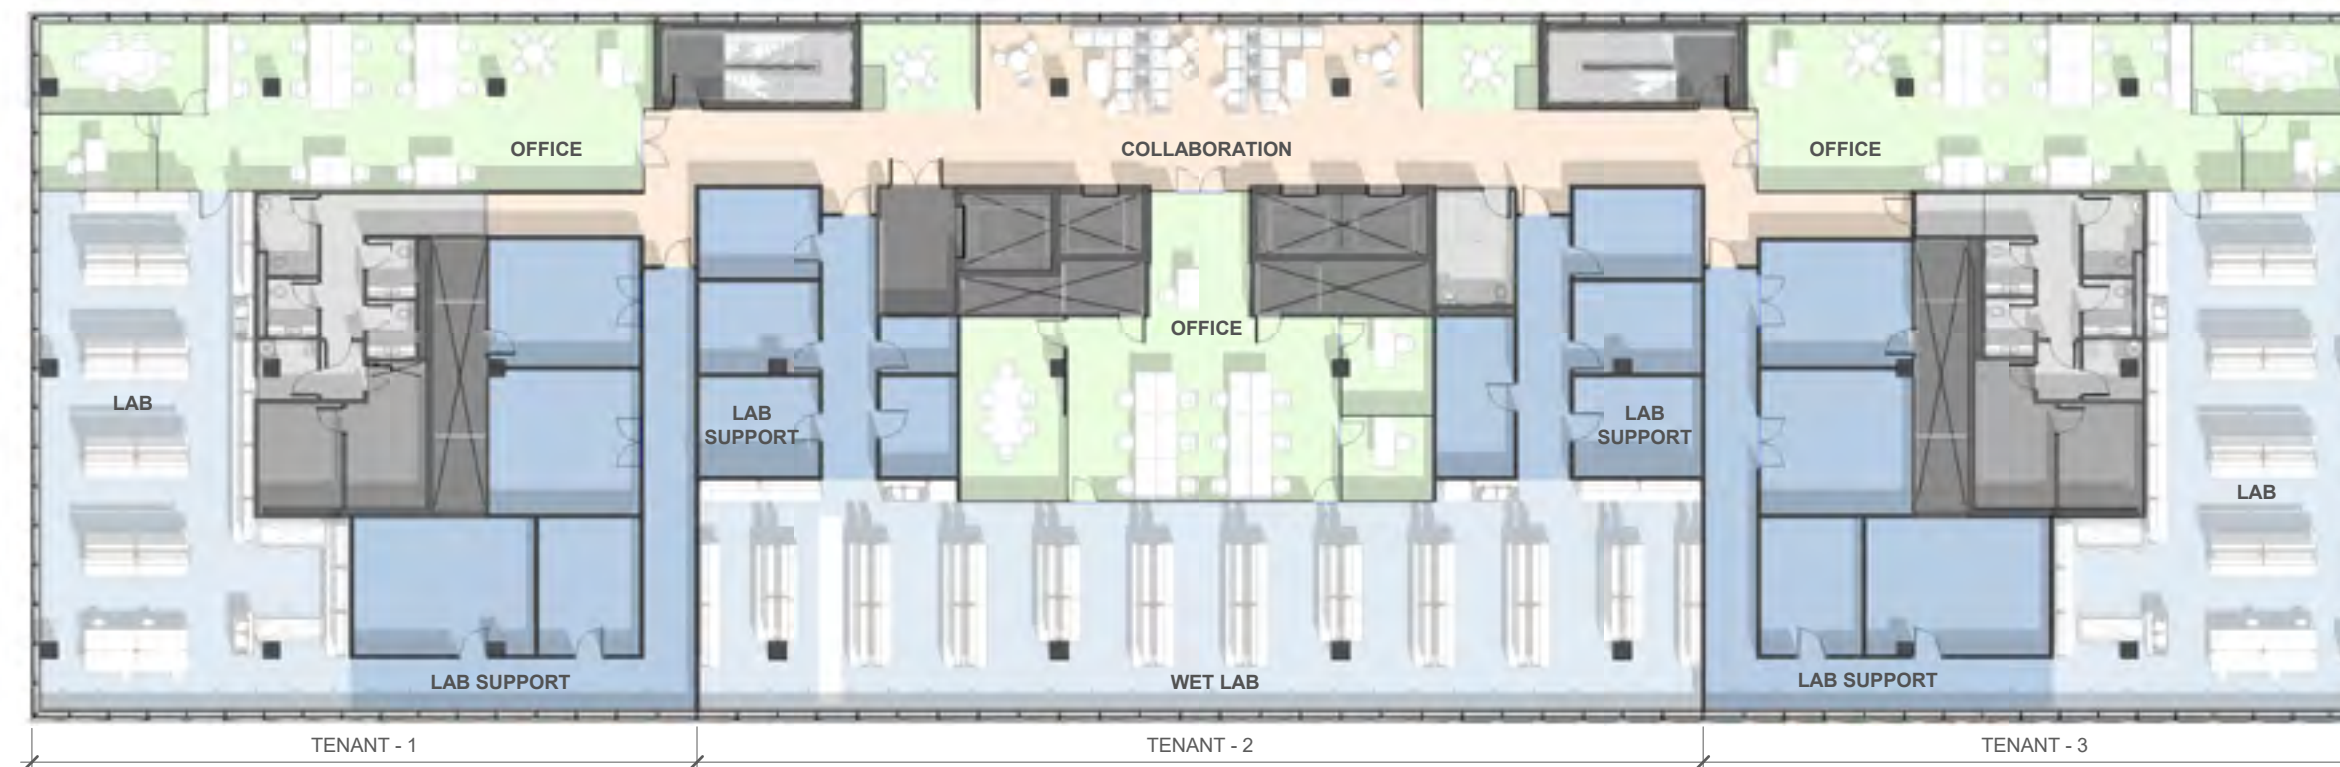 OFFICE
COLLABORATION
OFFICE
OFFICE
LAB
LAB
SUPPORT
LAB
SUPPORT
LAB
LAB SUPPORT
WET LAB
LAB SUPPORT
TENANT - 1
TENANT - 2
TENANT - 3